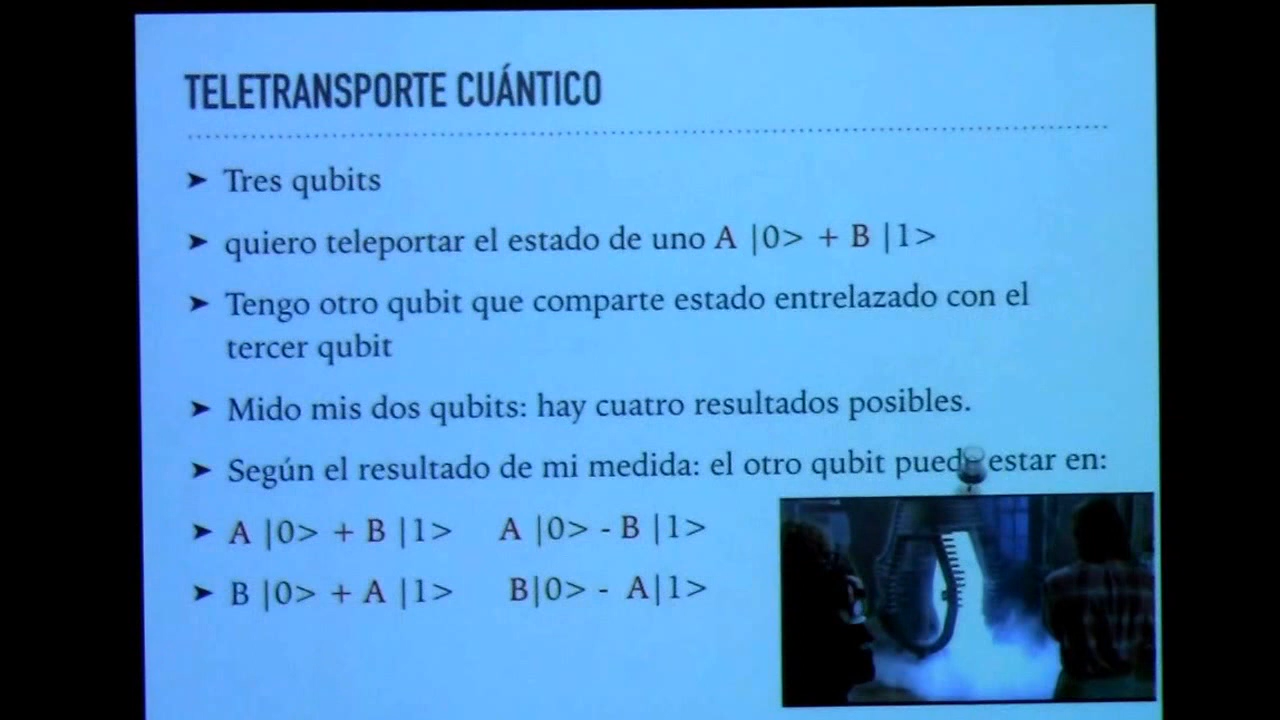 TELETRANSPORTE CUÁNTICO
➤ Tres qubits
➤ quiero teleportar el estado de uno A |0> + B |1>
➤ Tengo otro qubit que comparte estado entrelazado con el
tercer qubit
➤ Mido mis dos qubits: hay cuatro resultados posibles.
➤ Según el resultado de mi medida: el otro qubit puede estar en:
➤ A |0> + B |1> A |0> - B |1>
➤ B |0> + A |1> B|0> - A|1>